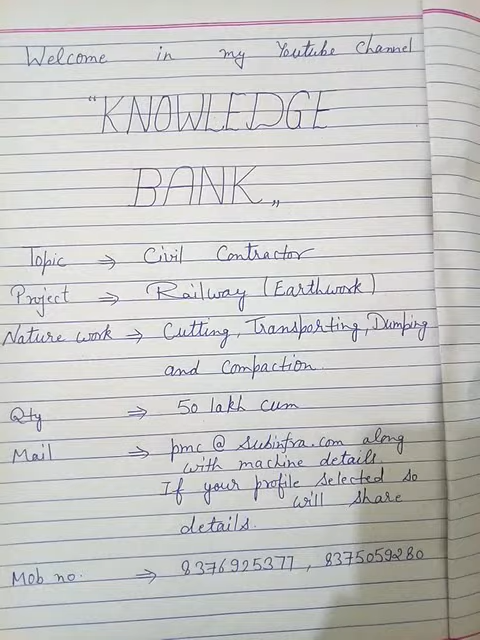 Welcome in my Youtube Channel
"KNOWLEDGE
BANK"
Topic ⇒ Civil Contractor
Project ⇒ Railway (Earthwork)
Nature work ⇒ Cutting, Transporting, Dumping
and Compaction.
Qty ⇒ 50 lakh cum
Mail ⇒ pmc@subinfra.com along
with machine details.
If your profile selected so
will share
details.
Mob no. ⇒ 8376925377, 8375059280